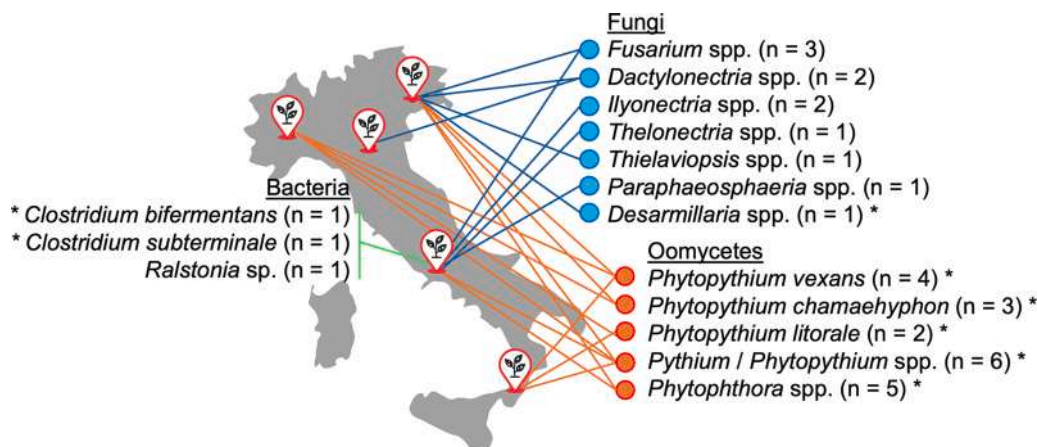 Fungi
Fusarium spp. (n = 3)
Dactylonectria spp. (n = 2)
Ilyonectria spp. (n = 2)
Thelonectria spp. (n = 1)
Thielaviopsis spp. (n = 1)
Paraphaeosphaeria spp. (n = 1)
Desarmillaria spp. (n = 1) *
Bacteria
* Clostridium bifermentans (n = 1)
* Clostridium subterminale (n = 1)
Ralstonia sp. (n = 1)
Oomycetes
Phytopythium vexans (n = 4) *
Phytopythium chamaehyphon (n = 3) *
Phytopythium litorale (n = 2) *
Pythium / Phytopythium spp. (n = 6) *
Phytophthora spp. (n = 5) *